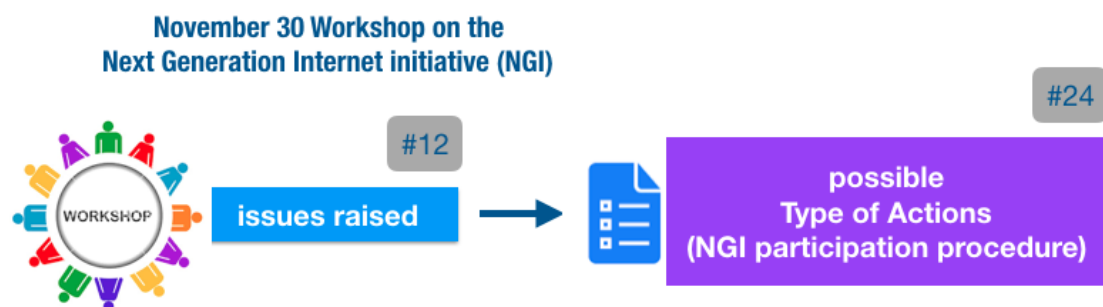 November 30 Workshop on the
Next Generation Internet initiative (NGI)
#24
#12
WORKSHOP
issues raised
possible
Type of Actions
(NGI participation procedure)